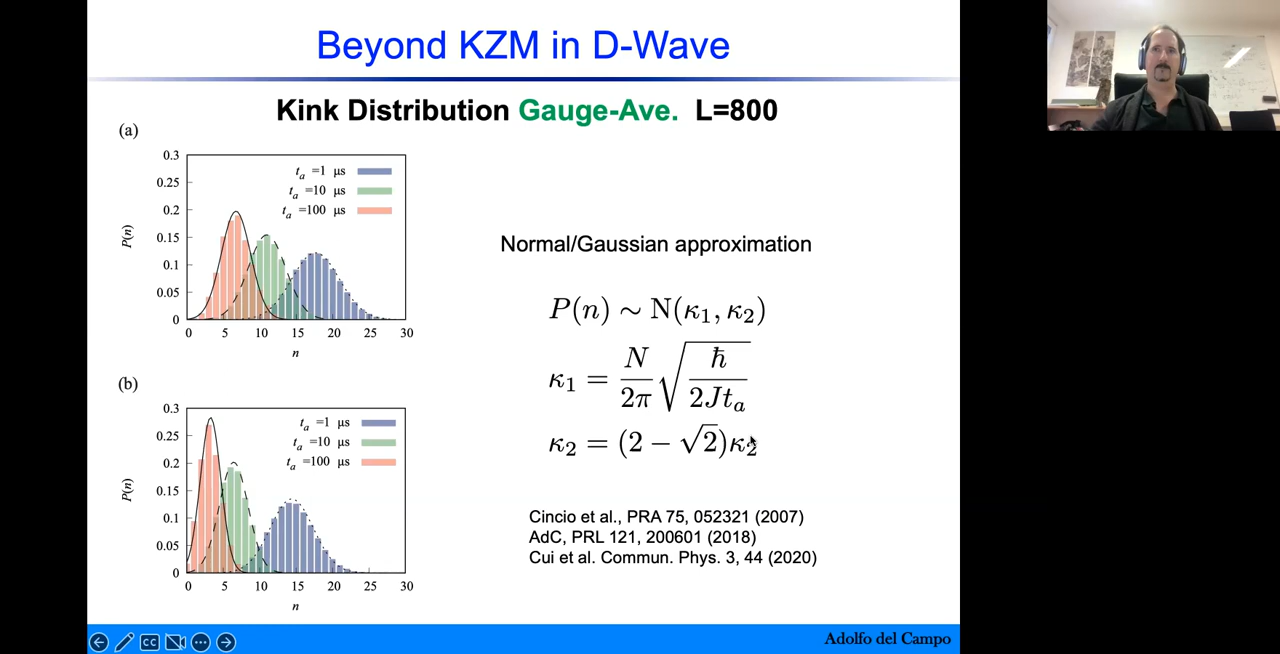 Beyond KZM in D-Wave
Kink Distribution Gauge-Ave. L=800
(a)
0.3
0.25
0.2
0.15
0.1
0.05
0
P(n)
t_a =1 μs
t_a =10 μs
t_a =100 μs
0 5 10 15 20 25 30
n
(b)
0.3
0.25
0.2
0.15
0.1
0.05
0
P(n)
t_a =1 μs
t_a =10 μs
t_a =100 μs
0 5 10 15 20 25 30
n
Normal/Gaussian approximation
P(n) ∼ N(κ₁, κ₂)
κ₁ = N/2π √(ħ/2Jt_a)
κ₂ = (2 − √2)κ₂
Cincio et al., PRA 75, 052321 (2007)
AdC, PRL 121, 200601 (2018)
Cui et al. Commun. Phys. 3, 44 (2020)
CC
Adolfo del Campo